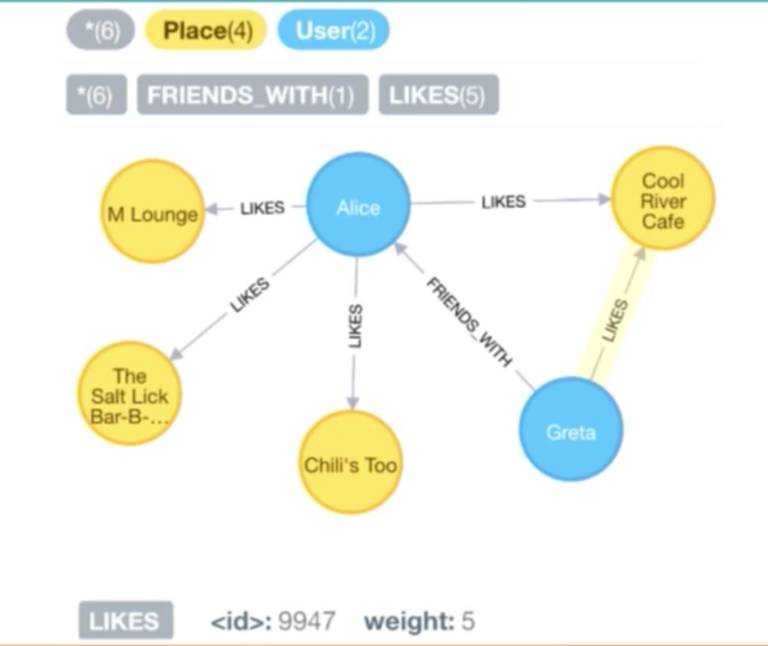 *(6) Place(4) User(2)
*(6) FRIENDS_WITH(1) LIKES(5)
M Lounge
LIKES
Alice
LIKES
Cool
River
Cafe
LIKES
LIKES
FRIENDS_WITH
LIKES
The
Salt Lick
Bar-B-...
Chili's Too
Greta
LIKES <id>: 9947 weight: 5